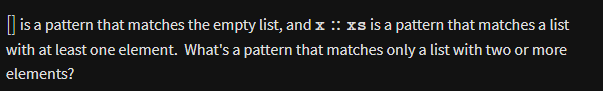 [] is a pattern that matches the empty list, and x :: xs is a pattern that matches a list
with at least one element. What's a pattern that matches only a list with two or more
elements?